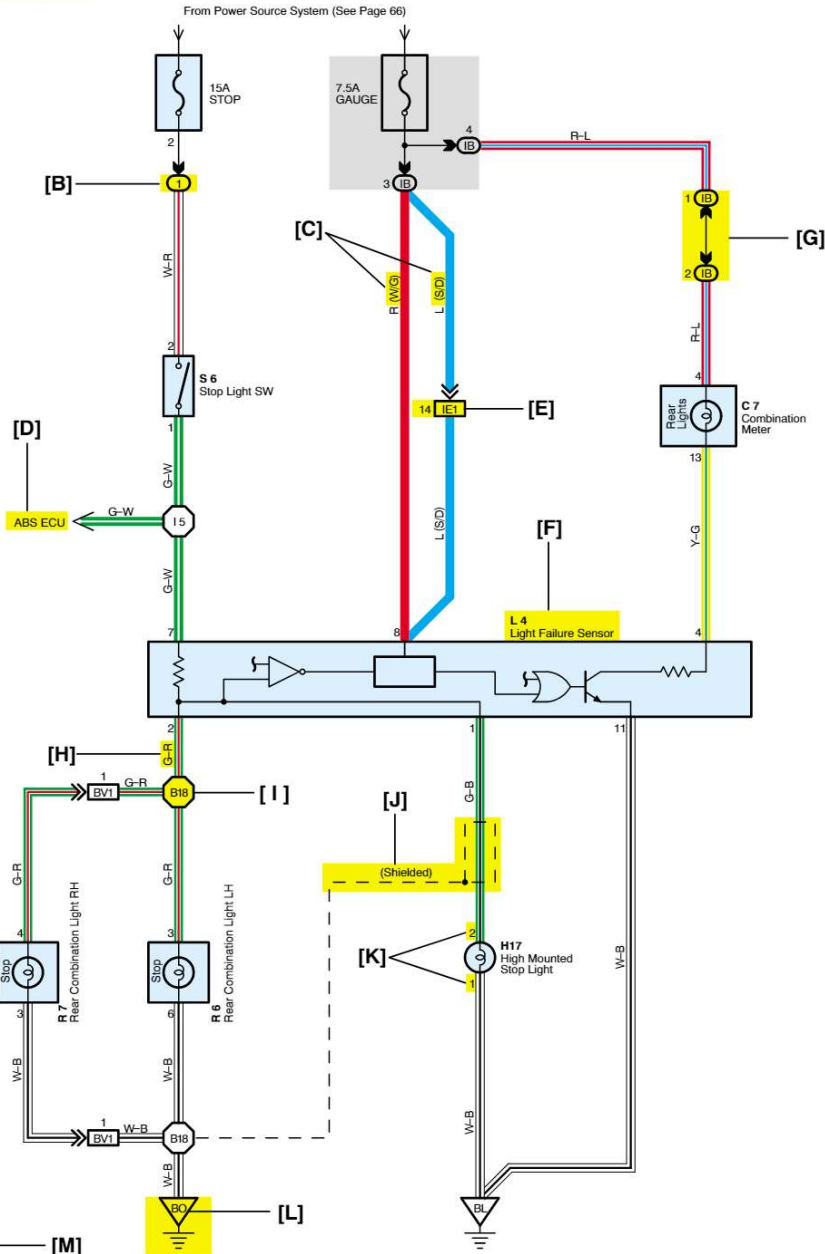 From Power Source System (See Page 66)
15A
STOP
7.5A
GAUGE
2
4
IB
R–L
[B]
1
3
IB
1
IB
[G]
[C]
2
IB
W–R
R (W/G)
L (S/D)
R–L
2
S 6
Stop Light SW
14
IE1
[E]
4
Rear
Lights
C 7
Combination
Meter
[D]
1
13
G–W
ABS ECU
G–W
I 5
L (S/D)
[F]
Y–G
G–W
L 4
Light Failure Sensor
7
8
4
2
1
11
[H]
G–R
1
BV1
G–R
B18
[ I ]
G–B
[J]
(Shielded)
G–R
G–R
4
3
2
Stop
R 7
Rear Combination Light RH
Stop
R 6
Rear Combination Light LH
[K]
H17
High Mounted
Stop Light
W–B
3
6
1
W–B
W–B
1
BV1
W–B
B18
W–B
W–B
BO
[L]
BL
[M]